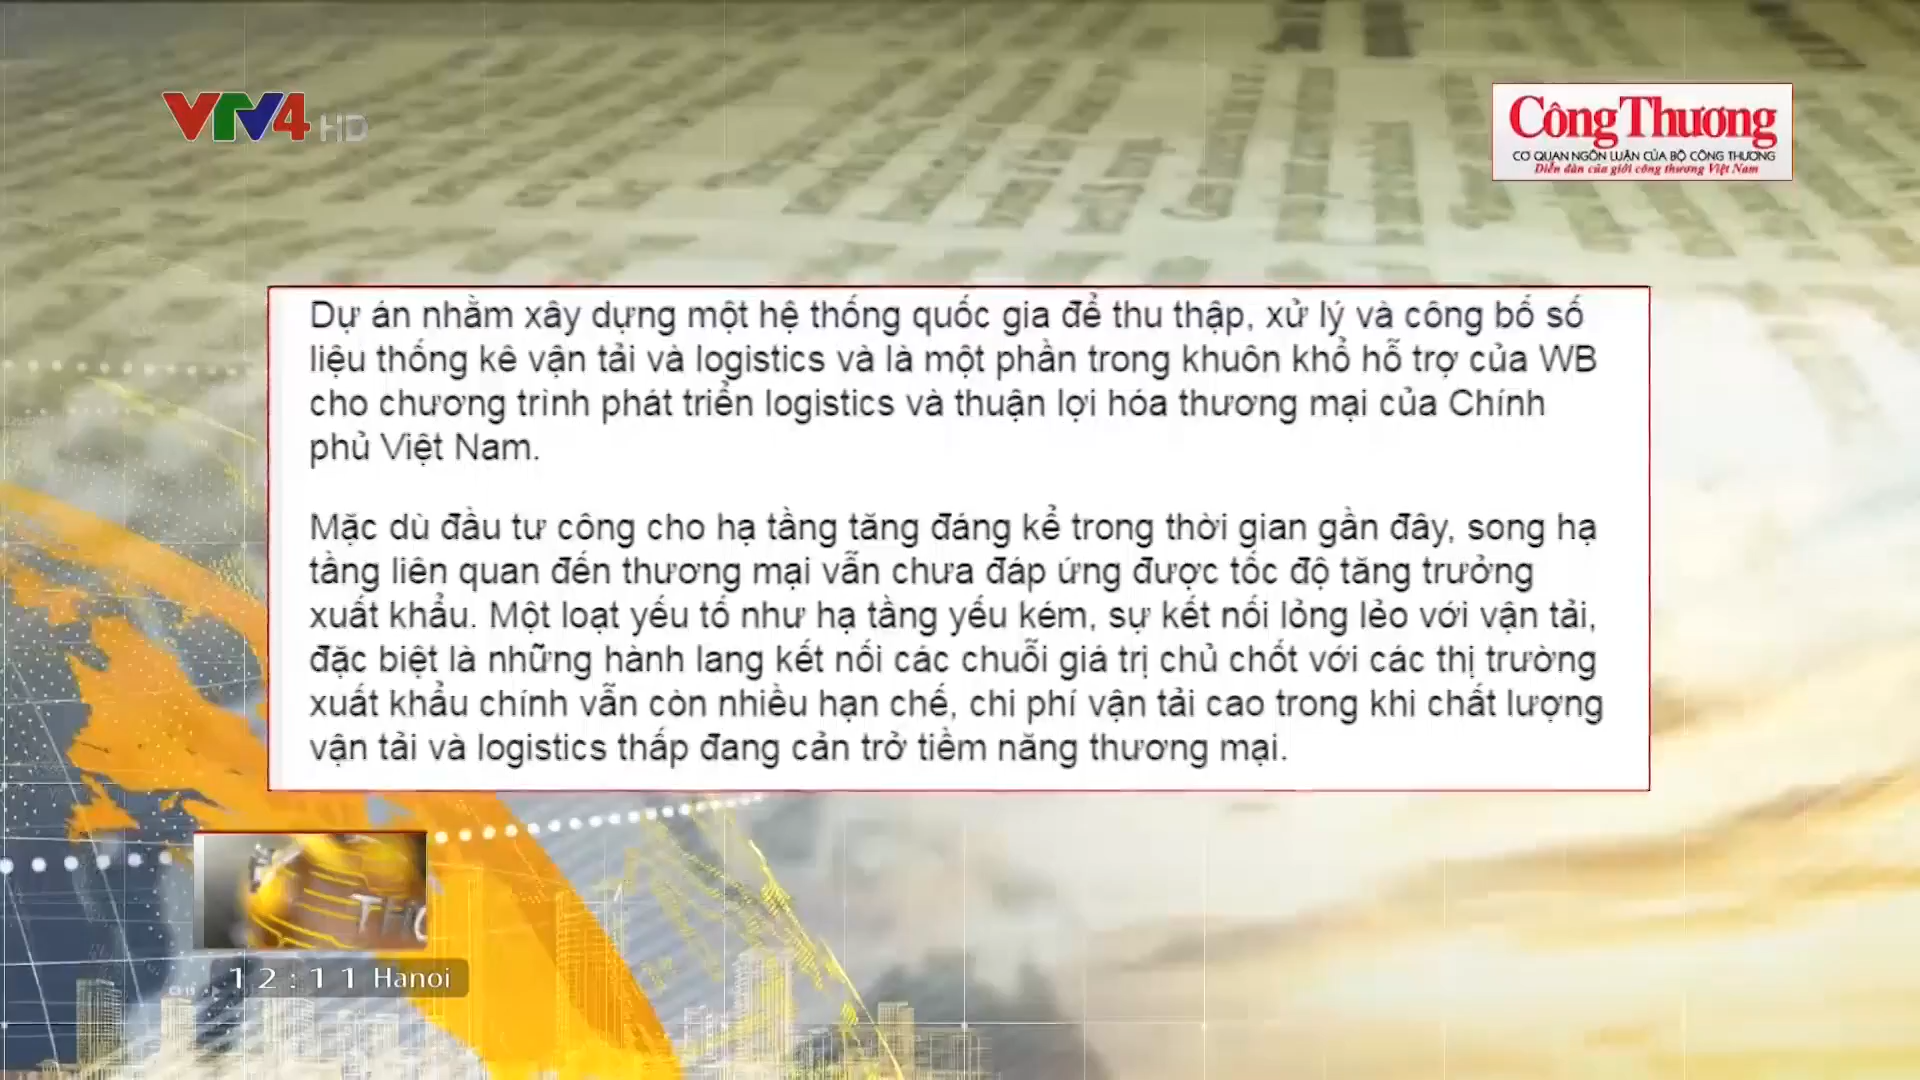 VTV4 HD
Công Thương
CƠ QUAN NGÔN LUẬN CỦA BỘ CÔNG THƯƠNG
Diễn đàn của giới công thương Việt Nam
Dự án nhằm xây dựng một hệ thống quốc gia để thu thập, xử lý và công bố số
liệu thống kê vận tải và logistics và là một phần trong khuôn khổ hỗ trợ của WB
cho chương trình phát triển logistics và thuận lợi hóa thương mại của Chính
phủ Việt Nam.
Mặc dù đầu tư công cho hạ tầng tăng đáng kể trong thời gian gần đây, song hạ
tầng liên quan đến thương mại vẫn chưa đáp ứng được tốc độ tăng trưởng
xuất khẩu. Một loạt yếu tố như hạ tầng yếu kém, sự kết nối lỏng lẻo với vận tải,
đặc biệt là những hành lang kết nối các chuỗi giá trị chủ chốt với các thị trường
xuất khẩu chính vẫn còn nhiều hạn chế, chi phí vận tải cao trong khi chất lượng
vận tải và logistics thấp đang cản trở tiềm năng thương mại.
12:11 Hanoi